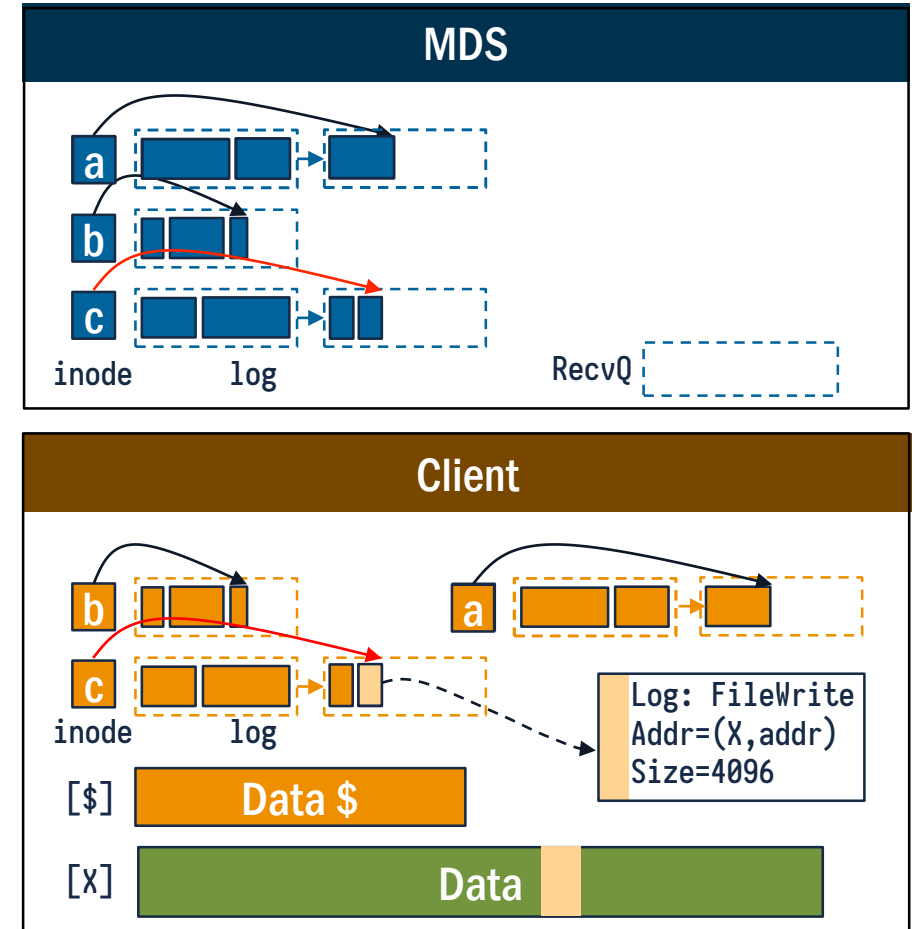 MDS
a
b
c
inode log
RecvQ
Client
b
a
c
inode log
Log: FileWrite
Addr=(X,addr)
Size=4096
[$] Data $
[X] Data